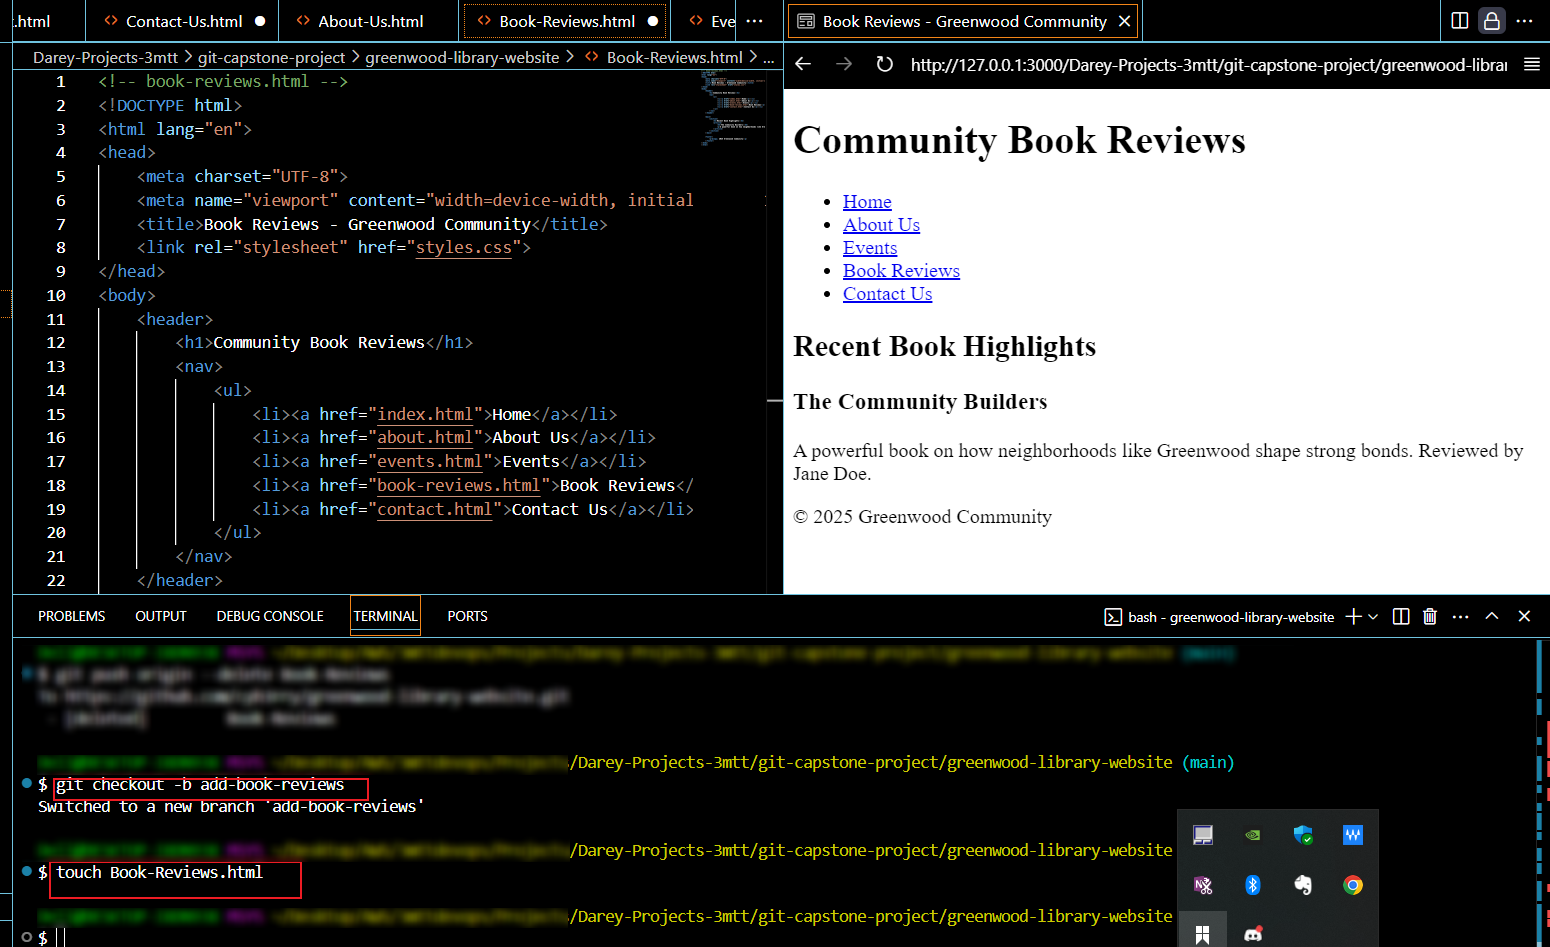 .html
Contact-Us.html
About-Us.html
Book-Reviews.html
Eve
Book Reviews - Greenwood Community
Darey-Projects-3mtt > git-capstone-project > greenwood-library-website > Book-Reviews.html > ...
http://127.0.0.1:3000/Darey-Projects-3mtt/git-capstone-project/greenwood-librar
1 <!-- book-reviews.html -->
2 <!DOCTYPE html>
3 <html lang="en">
4 <head>
5 <meta charset="UTF-8">
6 <meta name="viewport" content="width=device-width, initial
7 <title>Book Reviews - Greenwood Community</title>
8 <link rel="stylesheet" href="styles.css">
9 </head>
10 <body>
11 <header>
12 <h1>Community Book Reviews</h1>
13 <nav>
14 <ul>
15 <li><a href="index.html">Home</a></li>
16 <li><a href="about.html">About Us</a></li>
17 <li><a href="events.html">Events</a></li>
18 <li><a href="book-reviews.html">Book Reviews</
19 <li><a href="contact.html">Contact Us</a></li>
20 </ul>
21 </nav>
22 </header>
Community Book Reviews
Home
About Us
Events
Book Reviews
Contact Us
Recent Book Highlights
The Community Builders
A powerful book on how neighborhoods like Greenwood shape strong bonds. Reviewed by
Jane Doe.
© 2025 Greenwood Community
PROBLEMS OUTPUT DEBUG CONSOLE TERMINAL PORTS
bash - greenwood-library-website
/Darey-Projects-3mtt/git-capstone-project/greenwood-library-website (main)
$ git checkout -b add-book-reviews
Switched to a new branch 'add-book-reviews'
/Darey-Projects-3mtt/git-capstone-project/greenwood-library-website
$ touch Book-Reviews.html
/Darey-Projects-3mtt/git-capstone-project/greenwood-library-website
$